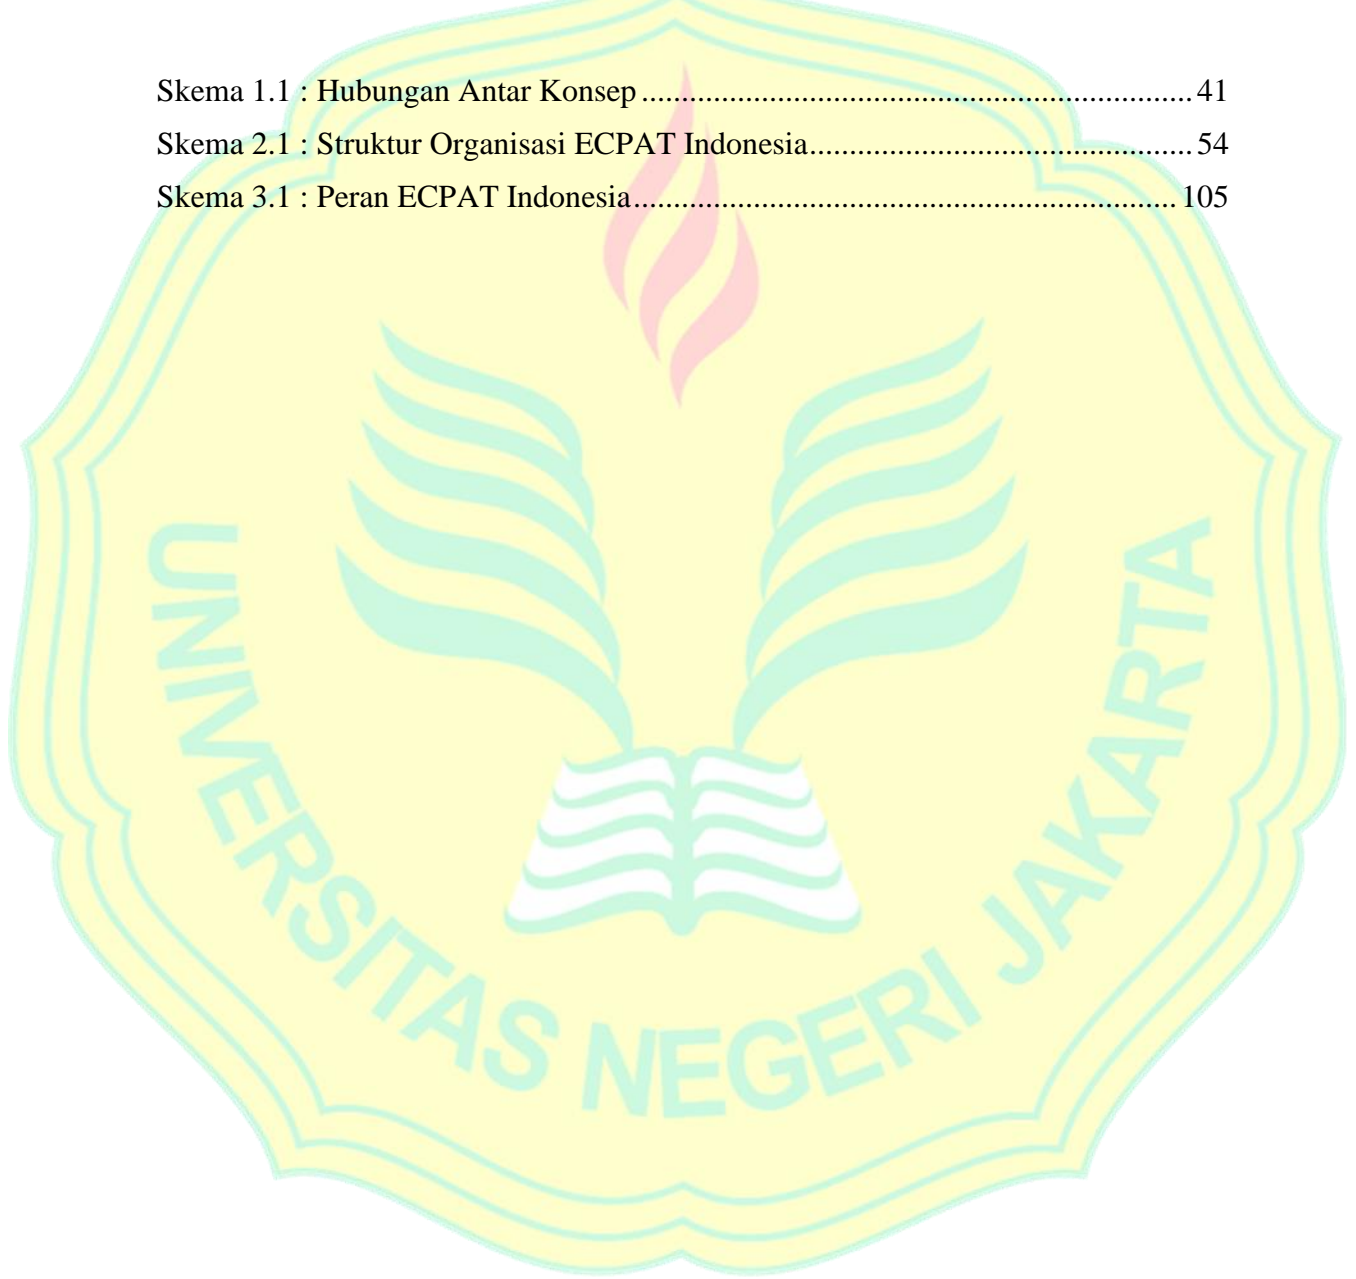 Skema 1.1 : Hubungan Antar Konsep ..................................................................... 41
Skema 2.1 : Struktur Organisasi ECPAT Indonesia................................................ 54
Skema 3.1 : Peran ECPAT Indonesia.................................................................... 105
UNIVERSITAS NEGERI JAKARTA